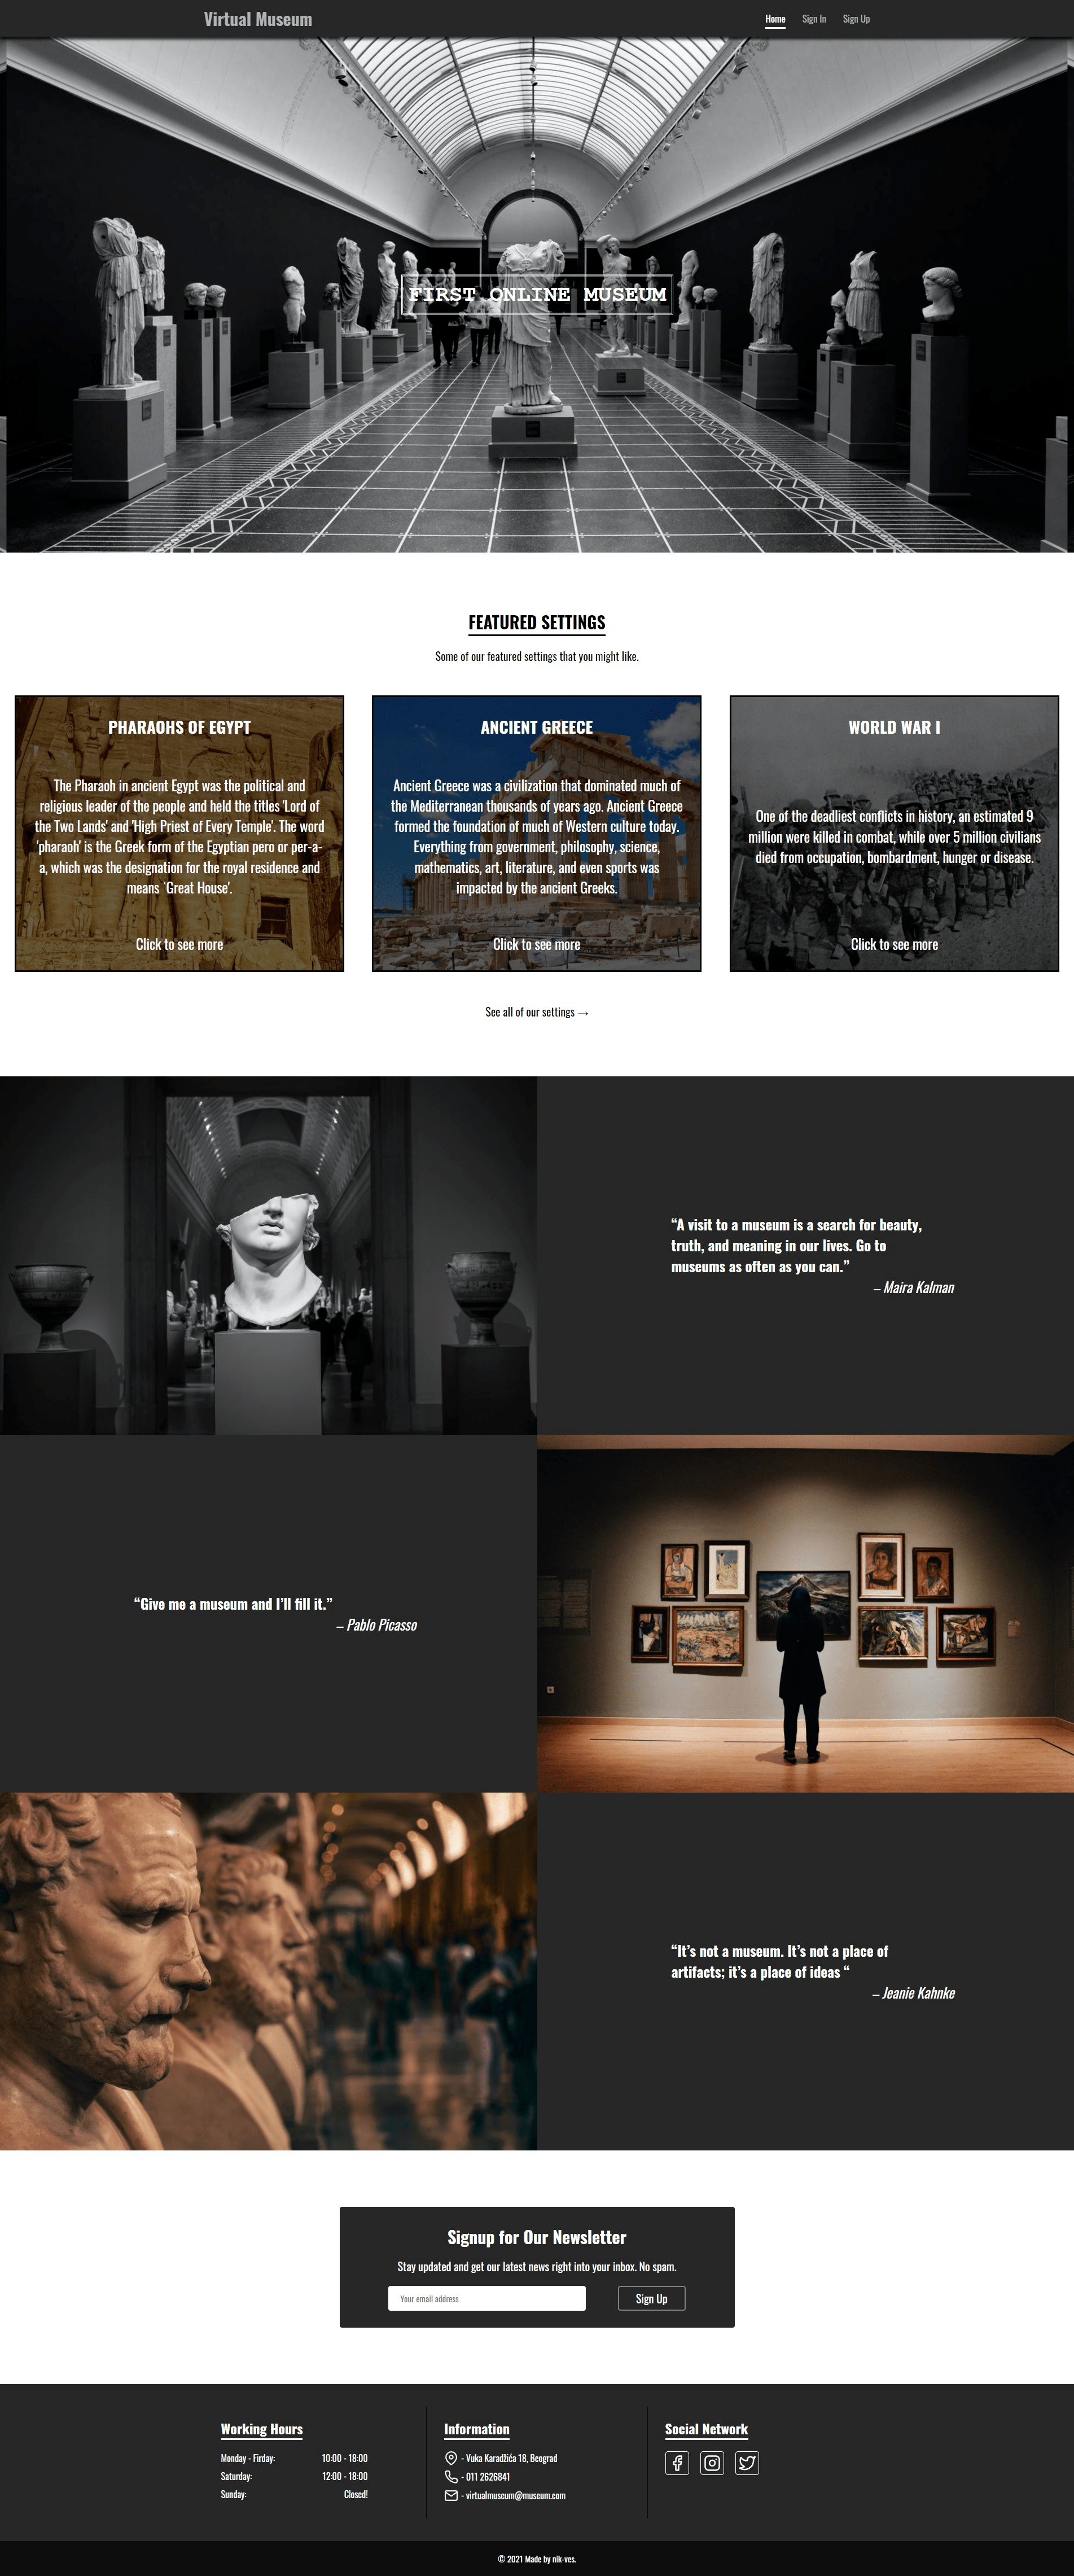 Virtual Museum
Home Sign In Sign Up
FIRST ONLINE MUSEUM
FEATURED SETTINGS
Some of our featured settings that you might like.
PHARAOHS OF EGYPT
The Pharaoh in ancient Egypt was the political and
religious leader of the people and held the titles 'Lord of
the Two Lands' and 'High Priest of Every Temple'. The word
'pharaoh' is the Greek form of the Egyptian pero or per-a-
a, which was the designation for the royal residence and
means `Great House'.
Click to see more
ANCIENT GREECE
Ancient Greece was a civilization that dominated much of
the Mediterranean thousands of years ago. Ancient Greece
formed the foundation of much of Western culture today.
Everything from government, philosophy, science,
mathematics, art, literature, and even sports was
impacted by the ancient Greeks.
Click to see more
WORLD WAR I
One of the deadliest conflicts in history, an estimated 9
million were killed in combat, while over 5 million civilians
died from occupation, bombardment, hunger or disease.
Click to see more
See all of our settings →
“A visit to a museum is a search for beauty,
truth, and meaning in our lives. Go to
museums as often as you can.”
– Maira Kalman
“Give me a museum and I’ll fill it.”
– Pablo Picasso
“It’s not a museum. It’s not a place of
artifacts; it’s a place of ideas “
– Jeanie Kahnke
Signup for Our Newsletter
Stay updated and get our latest news right into your inbox. No spam.
Your email address
Sign Up
Working Hours
Monday - Firday: 10:00 - 18:00
Saturday: 12:00 - 18:00
Sunday: Closed!
Information
- Vuka Karadžića 18, Beograd
- 011 2626841
- virtualmuseum@museum.com
Social Network
© 2021 Made by nik-ves.